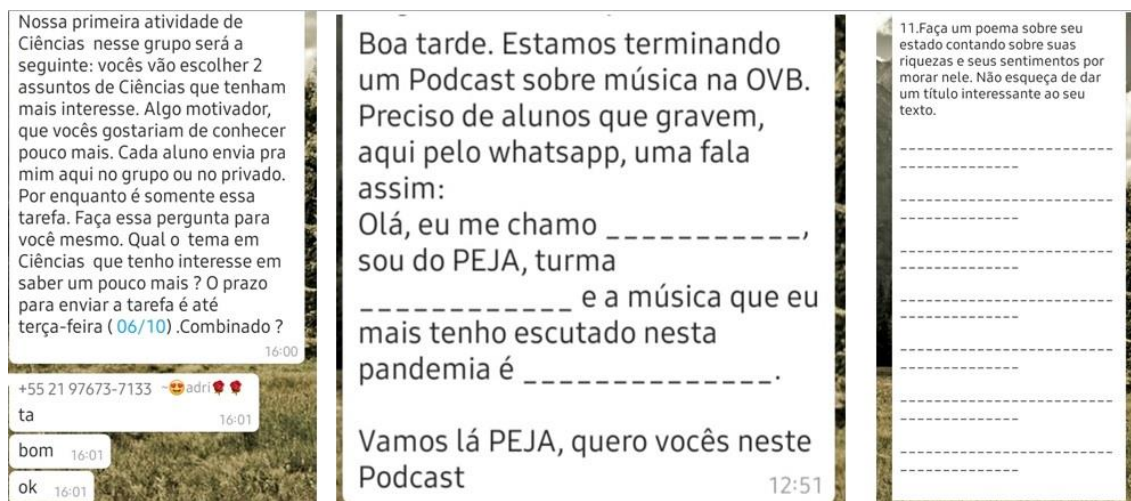 Nossa primeira atividade de
Ciências nesse grupo será a
seguinte: vocês vão escolher 2
assuntos de Ciências que tenham
mais interesse. Algo motivador,
que vocês gostariam de conhecer
pouco mais. Cada aluno envia pra
mim aqui no grupo ou no privado.
Por enquanto é somente essa
tarefa. Faça essa pergunta para
você mesmo. Qual o tema em
Ciências que tenho interesse em
saber um pouco mais ? O prazo
para enviar a tarefa é até
terça-feira ( 06/10) .Combinado ?
16:00
+55 21 97673-7133 ~😍adri🌹🌹
ta 16:01
bom 16:01
ok 16:01
Boa tarde. Estamos terminando
um Podcast sobre música na OVB.
Preciso de alunos que gravem,
aqui pelo whatsapp, uma fala
assim:
Olá, eu me chamo ___________,
sou do PEJA, turma
____________ e a música que eu
mais tenho escutado nesta
pandemia é ______________.
Vamos lá PEJA, quero vocês neste
Podcast 12:51
11.Faça um poema sobre seu
estado contando sobre suas
riquezas e seus sentimentos por
morar nele. Não esqueça de dar
um título interessante ao seu
texto.